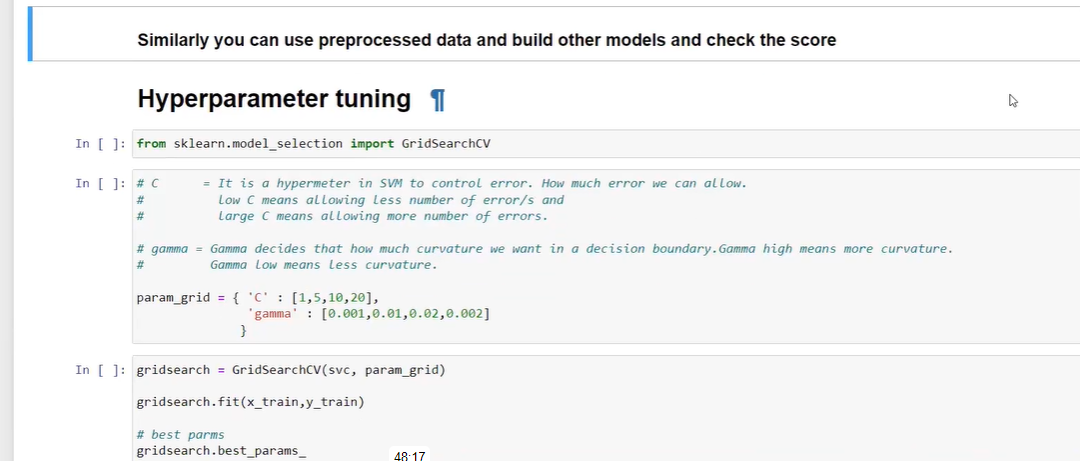 Similarly you can use preprocessed data and build other models and check the score
Hyperparameter tuning ¶
In [ ]: from sklearn.model_selection import GridSearchCV
In [ ]: # C      = It is a hypermeter in SVM to control error. How much error we can allow.
#          low C means allowing less number of error/s and
#          large C means allowing more number of errors.
# gamma = Gamma decides that how much curvature we want in a decision boundary.Gamma high means more curvature.
#         Gamma low means less curvature.
param_grid = { 'C' : [1,5,10,20],
'gamma' : [0.001,0.01,0.02,0.002]
}
In [ ]: gridsearch = GridSearchCV(svc, param_grid)
gridsearch.fit(x_train,y_train)
# best parms
gridsearch.best_params_
48:17